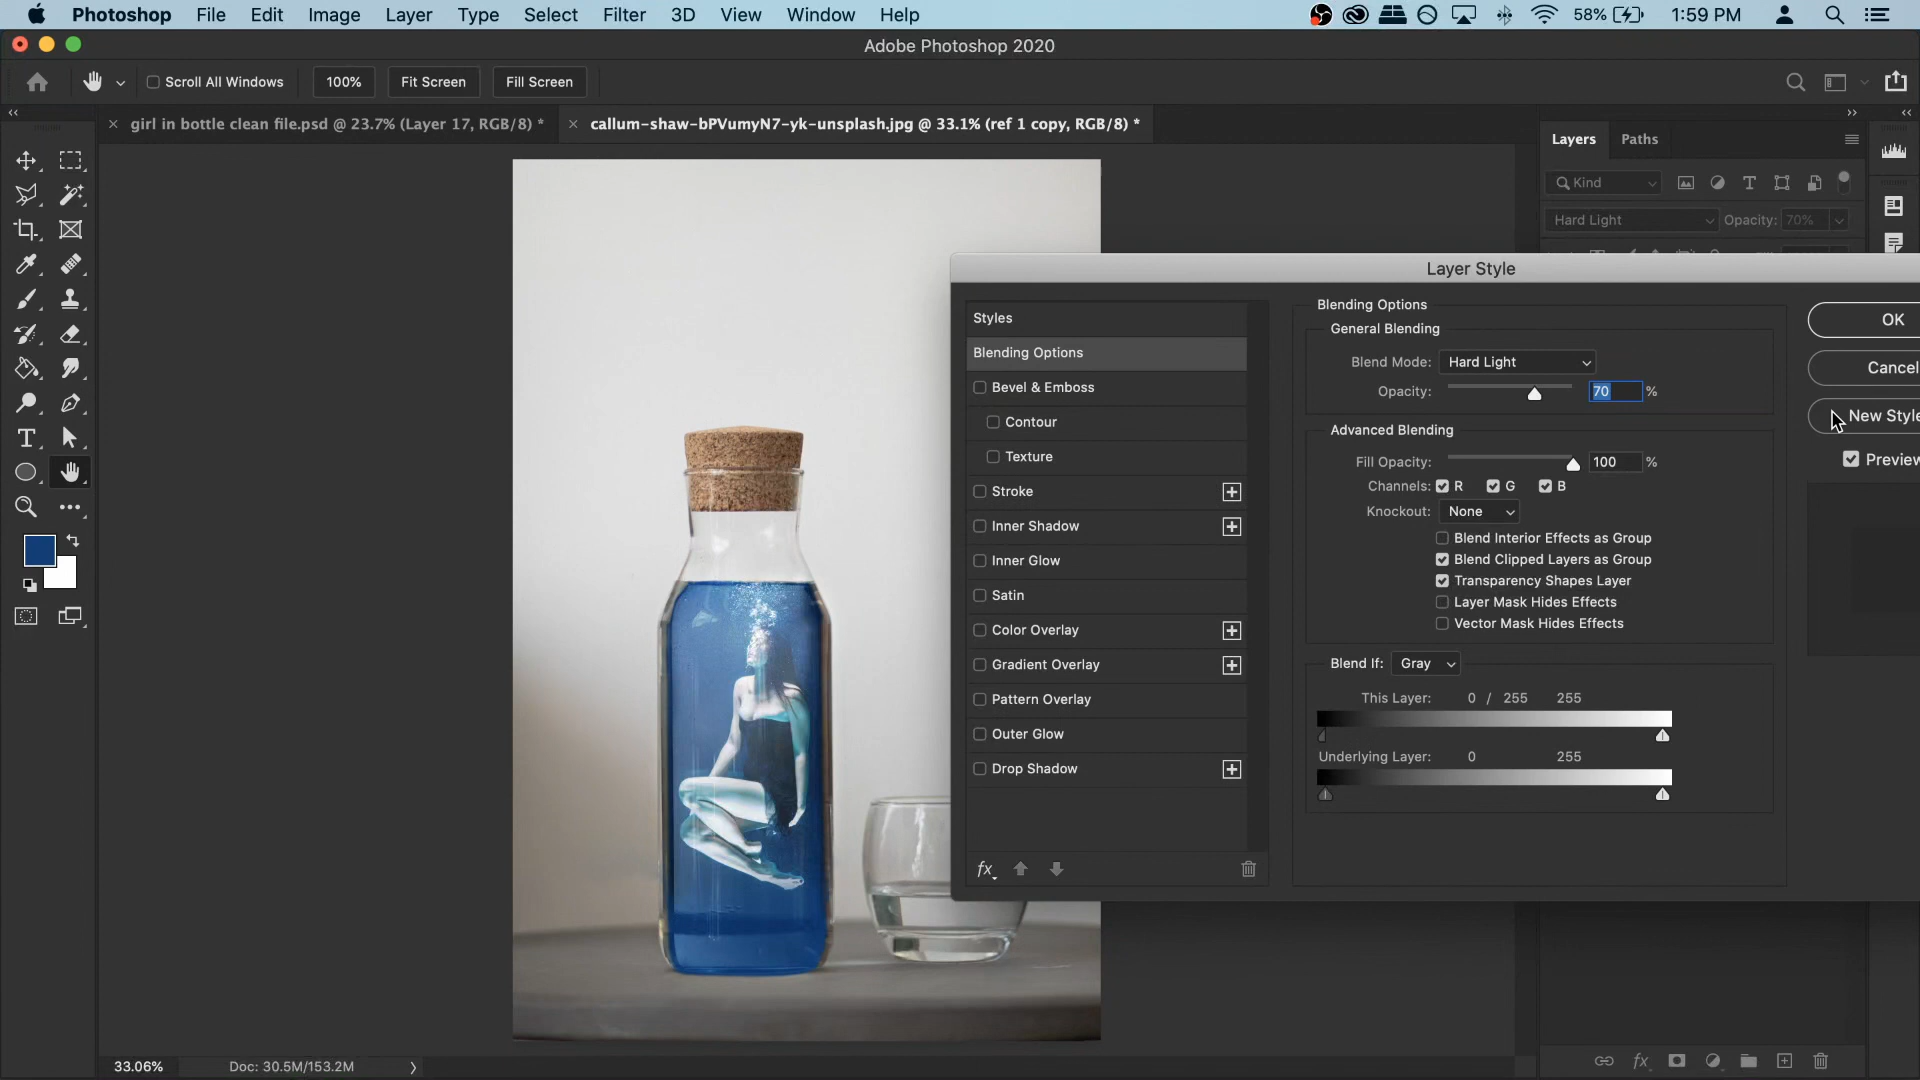 Photoshop File Edit Image Layer Type Select Filter 3D View Window Help 58% 1:59 PM
Adobe Photoshop 2020
Scroll All Windows 100% Fit Screen Fill Screen
girl in bottle clean file.psd @ 23.7% (Layer 17, RGB/8) *
callum-shaw-bPVumyN7-yk-unsplash.jpg @ 33.1% (ref 1 copy, RGB/8) *
Layers Paths
Kind
Hard Light Opacity: 70%
Layer Style
Styles
Blending Options
Bevel & Emboss
Contour
Texture
Stroke
Inner Shadow
Inner Glow
Satin
Color Overlay
Gradient Overlay
Pattern Overlay
Outer Glow
Drop Shadow
fx
Blending Options
General Blending
Blend Mode: Hard Light
Opacity: 70 %
Advanced Blending
Fill Opacity: 100 %
Channels: R G B
Knockout: None
Blend Interior Effects as Group
Blend Clipped Layers as Group
Transparency Shapes Layer
Layer Mask Hides Effects
Vector Mask Hides Effects
Blend If: Gray
This Layer: 0 / 255 255
Underlying Layer: 0 255
OK
Cancel
New Style
Preview
33.06% Doc: 30.5M/153.2M
fx